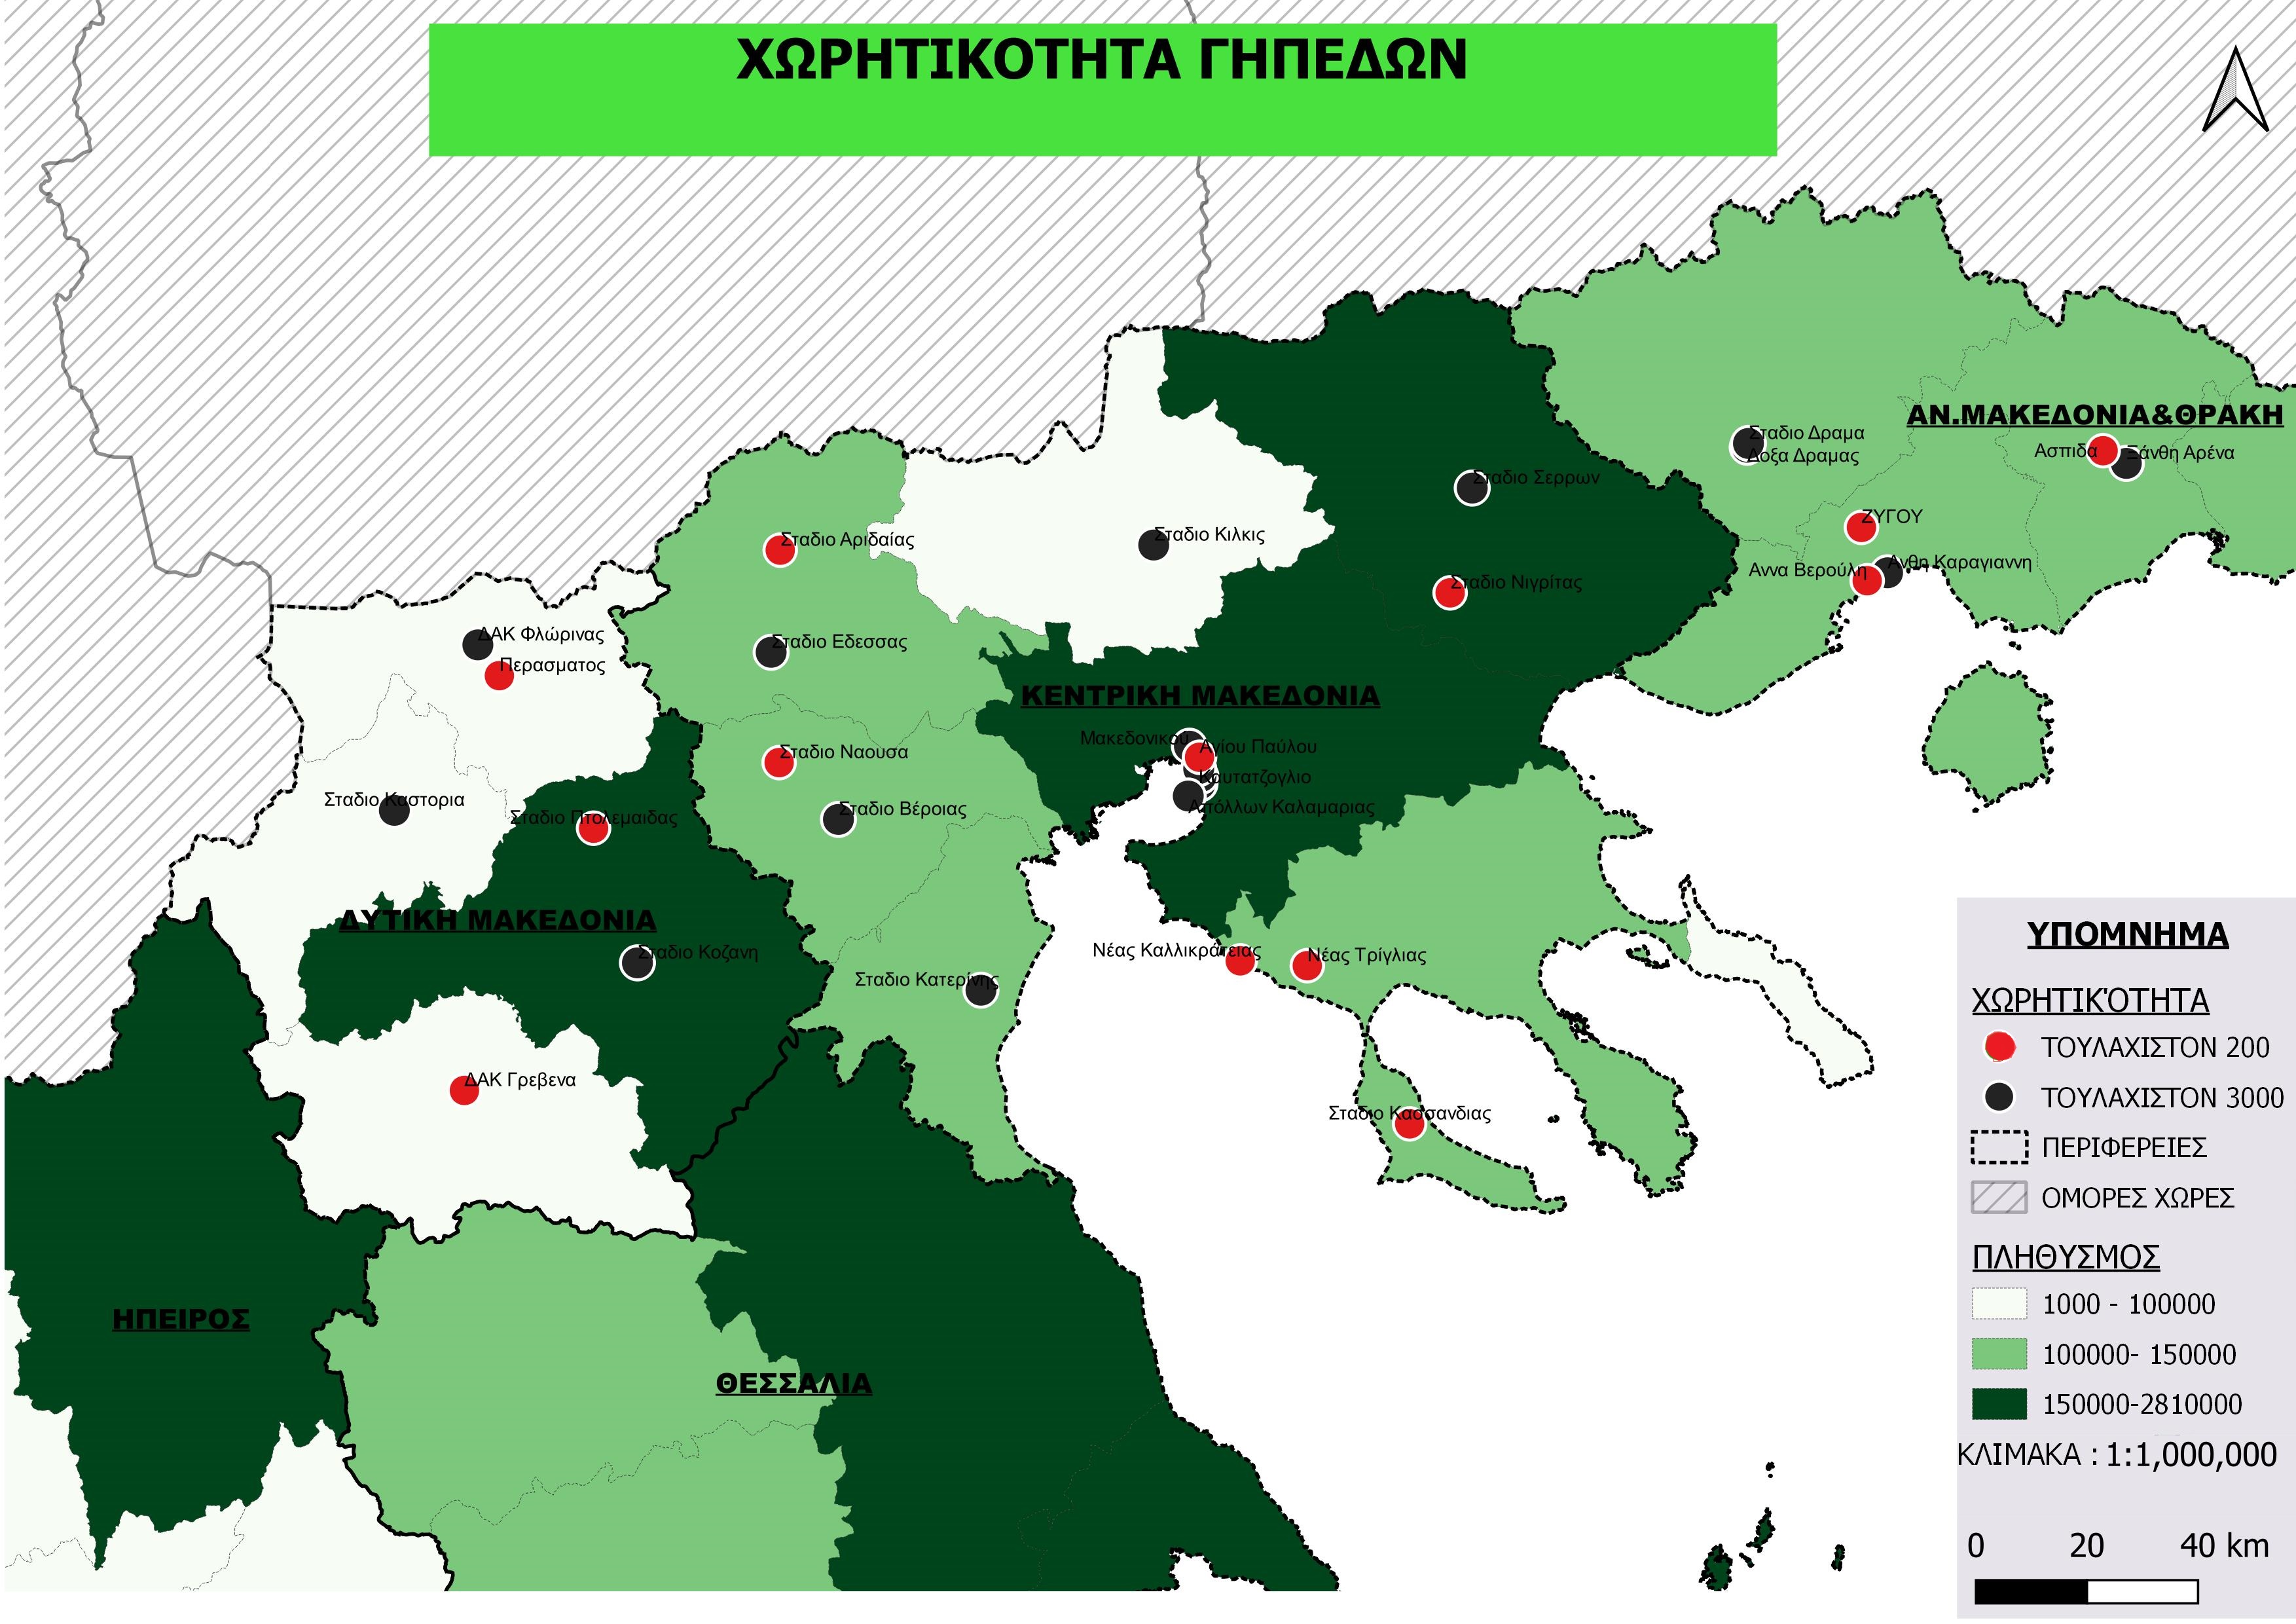 ΧΩΡΗΤΙΚΟΤΗΤΑ ΓΗΠΕΔΩΝ
ΑΝ.ΜΑΚΕΔΟΝΙΑ&ΘΡΑΚΗ
Σταδιο Δραμα
Δοξα Δραμας
Ασπιδα
Ξάνθη Αρένα
Σταδιο Σερρων
ΖΥΓΟΥ
Σταδιο Αριδαίας
Σταδιο Κιλκις
Αννα Βερούλη
Ανθη Καραγιαννη
Σταδιο Νιγρίτας
ΔΑΚ Φλώρινας
Περασματος
Σταδιο Εδεσσας
ΚΕΝΤΡΙΚΗ ΜΑΚΕΔΟΝΙΑ
Μακεδονικού
Αγίου Παύλου
Σταδιο Ναουσα
Καυτατζογλιο
Σταδιο Καστορια
Σταδιο Πτολεμαιδας
Σταδιο Βέροιας
Απόλλων Καλαμαριας
ΔΥΤΙΚΗ ΜΑΚΕΔΟΝΙΑ
Σταδιο Κοζανη
Νέας Καλλικράτειας
Νέας Τρίγλιας
Σταδιο Κατερίνης
ΔΑΚ Γρεβενα
Σταδιο Κασσανδιας
ΗΠΕΙΡΟΣ
ΘΕΣΣΑΛΙΑ
ΥΠΟΜΝΗΜΑ
ΧΩΡΗΤΙΚΌΤΗΤΑ
ΤΟΥΛΑΧΙΣΤΟΝ 200
ΤΟΥΛΑΧΙΣΤΟΝ 3000
ΠΕΡΙΦΕΡΕΙΕΣ
ΟΜΟΡΕΣ ΧΩΡΕΣ
ΠΛΗΘΥΣΜΟΣ
1000 - 100000
100000- 150000
150000-2810000
ΚΛΙΜΑΚΑ : 1:1,000,000
0 20 40 km